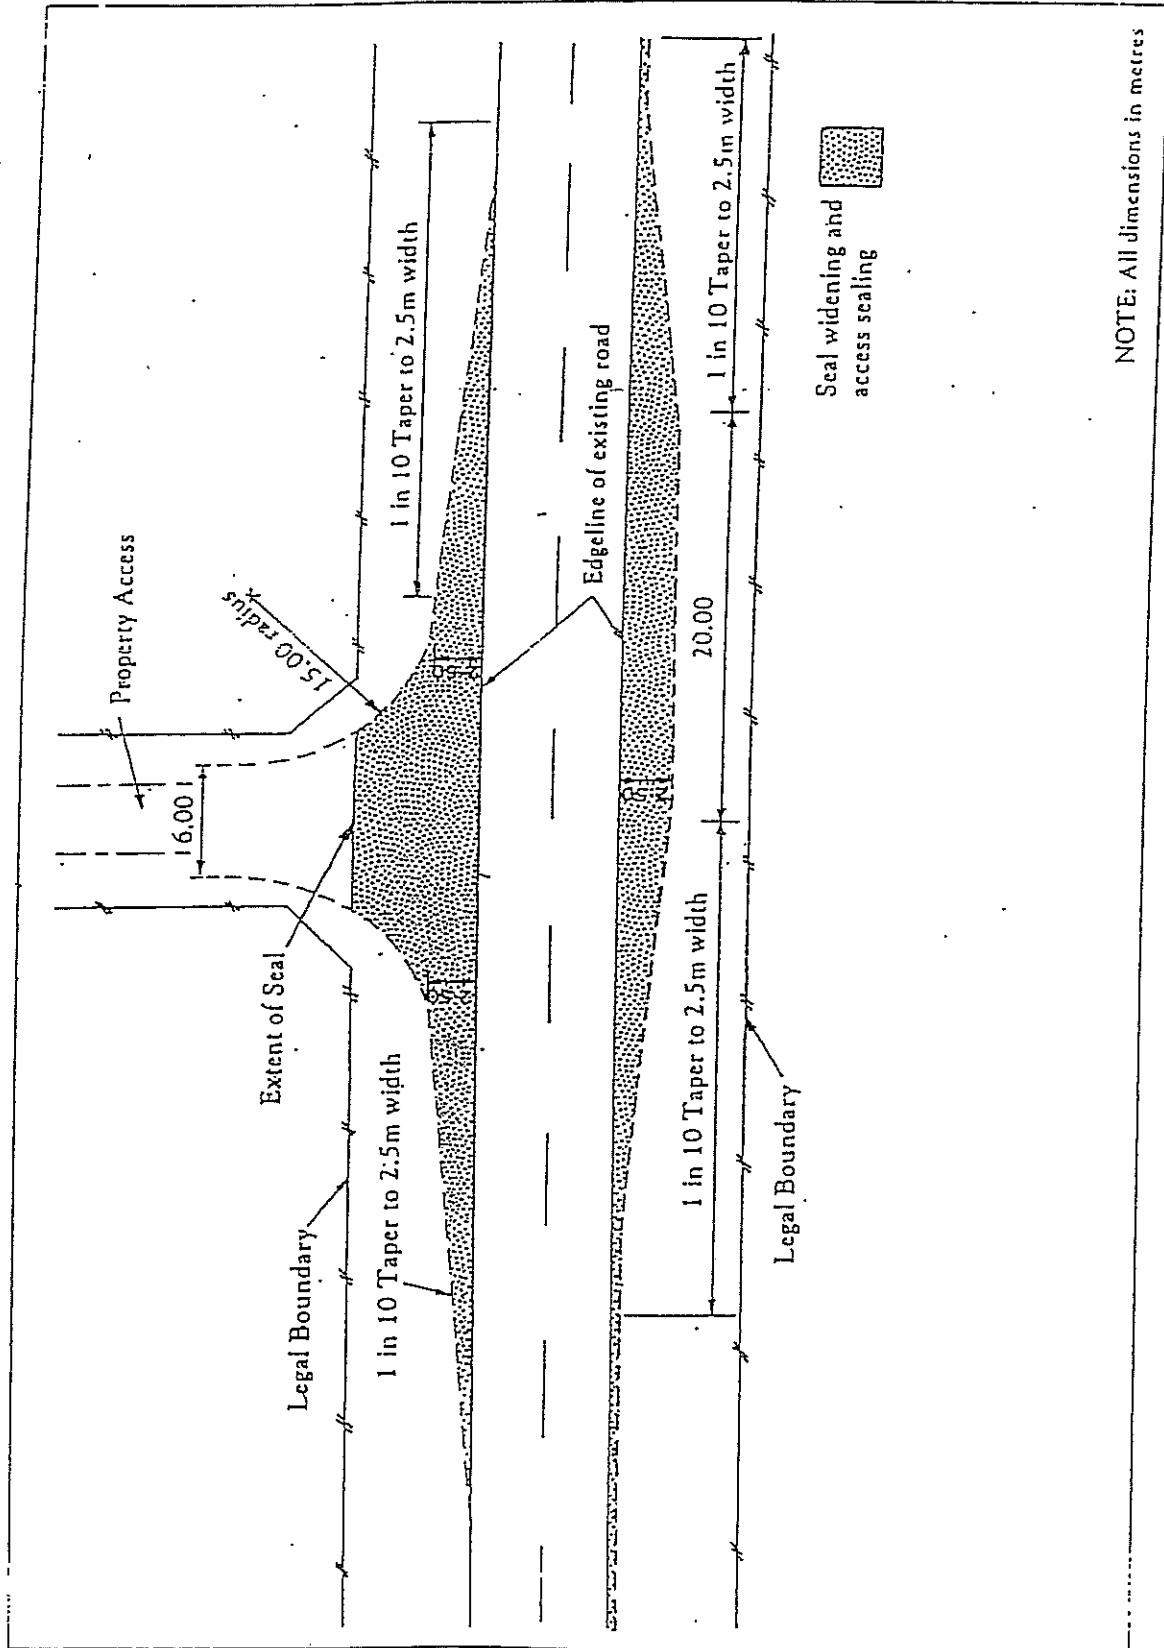 Property Access
6.00
15.00 radius
1 in 10 Taper to 2.5m width
Extent of Seal
Legal Boundary
1 in 10 Taper to 2.5m width
Edgeline of existing road
1 in 10 Taper to 2.5m width
20.00
1 in 10 Taper to 2.5m width
Legal Boundary
Seal widening and
access sealing
NOTE: All dimensions in metres